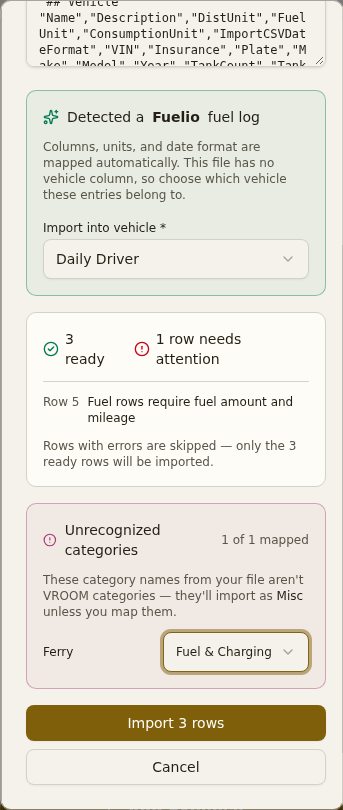 ## Vehicle
"Name","Description","DistUnit","Fuel
Unit","ConsumptionUnit","ImportCSVDat
eFormat","VIN","Insurance","Plate","M
ake","Model","Year","TankCount","Tank
Detected a Fuelio fuel log
Columns, units, and date format are
mapped automatically. This file has no
vehicle column, so choose which vehicle
these entries belong to.
Import into vehicle *
Daily Driver
3
ready
1 row needs
attention
Row 5 Fuel rows require fuel amount and
mileage
Rows with errors are skipped — only the 3
ready rows will be imported.
Unrecognized
categories
1 of 1 mapped
These category names from your file aren't
VROOM categories — they'll import as Misc
unless you map them.
Ferry
Fuel & Charging
Import 3 rows
Cancel